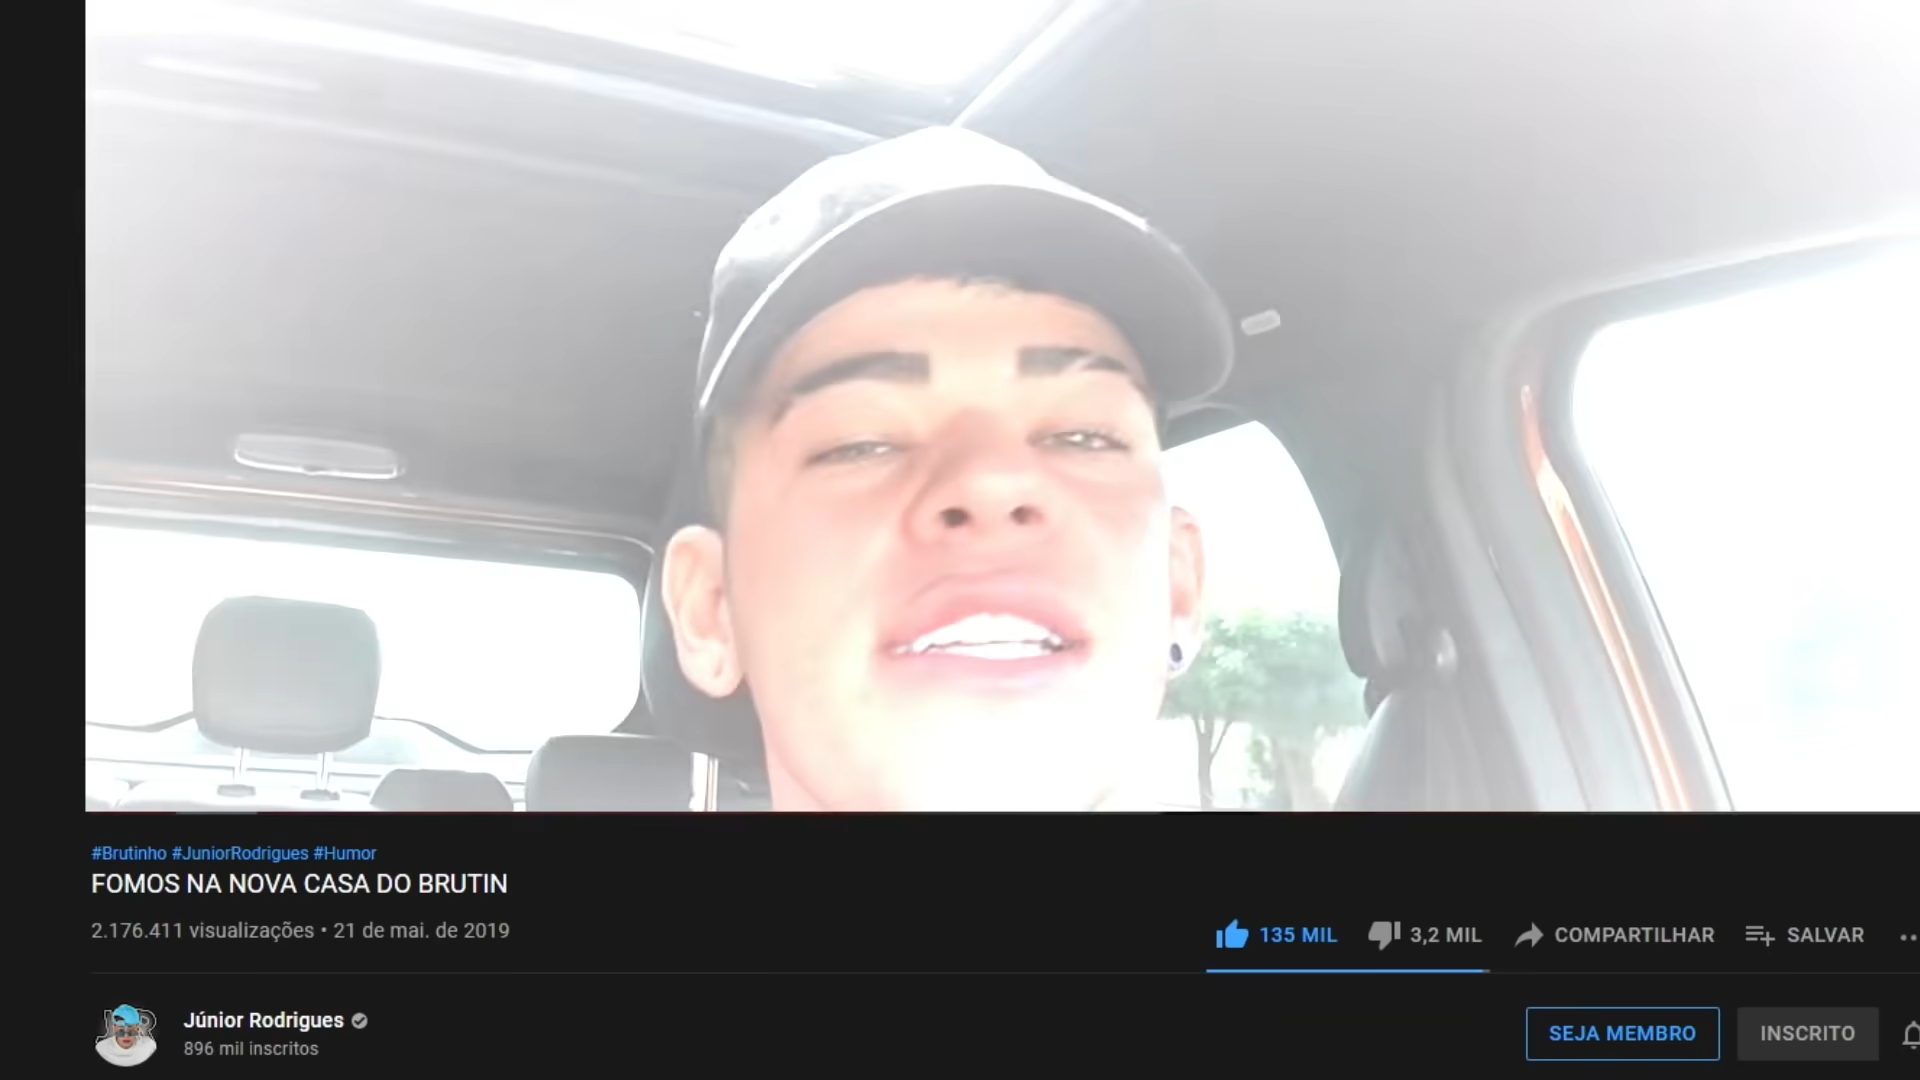 #Brutinho #JuniorRodrigues #Humor
FOMOS NA NOVA CASA DO BRUTIN
2.176.411 visualizações • 21 de mai. de 2019
135 MIL 3,2 MIL COMPARTILHAR SALVAR
Júnior Rodrigues
896 mil inscritos
SEJA MEMBRO INSCRITO